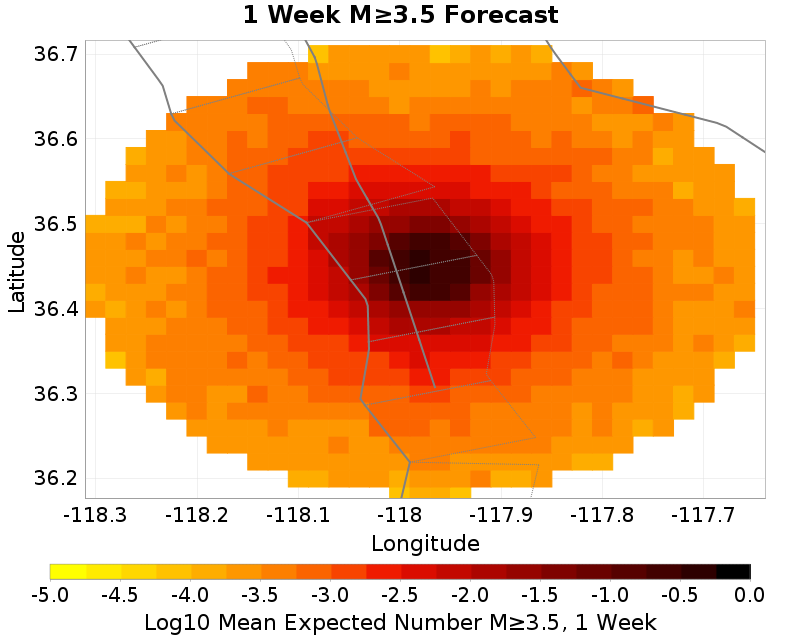 1 Week M≥3.5 Forecast
36.7
36.6
36.5
36.4
36.3
36.2
Latitude
-118.3 -118.2 -118.1 -118 -117.9 -117.8 -117.7
Longitude
-5.0 -4.5 -4.0 -3.5 -3.0 -2.5 -2.0 -1.5 -1.0 -0.5 0.0
Log10 Mean Expected Number M≥3.5, 1 Week